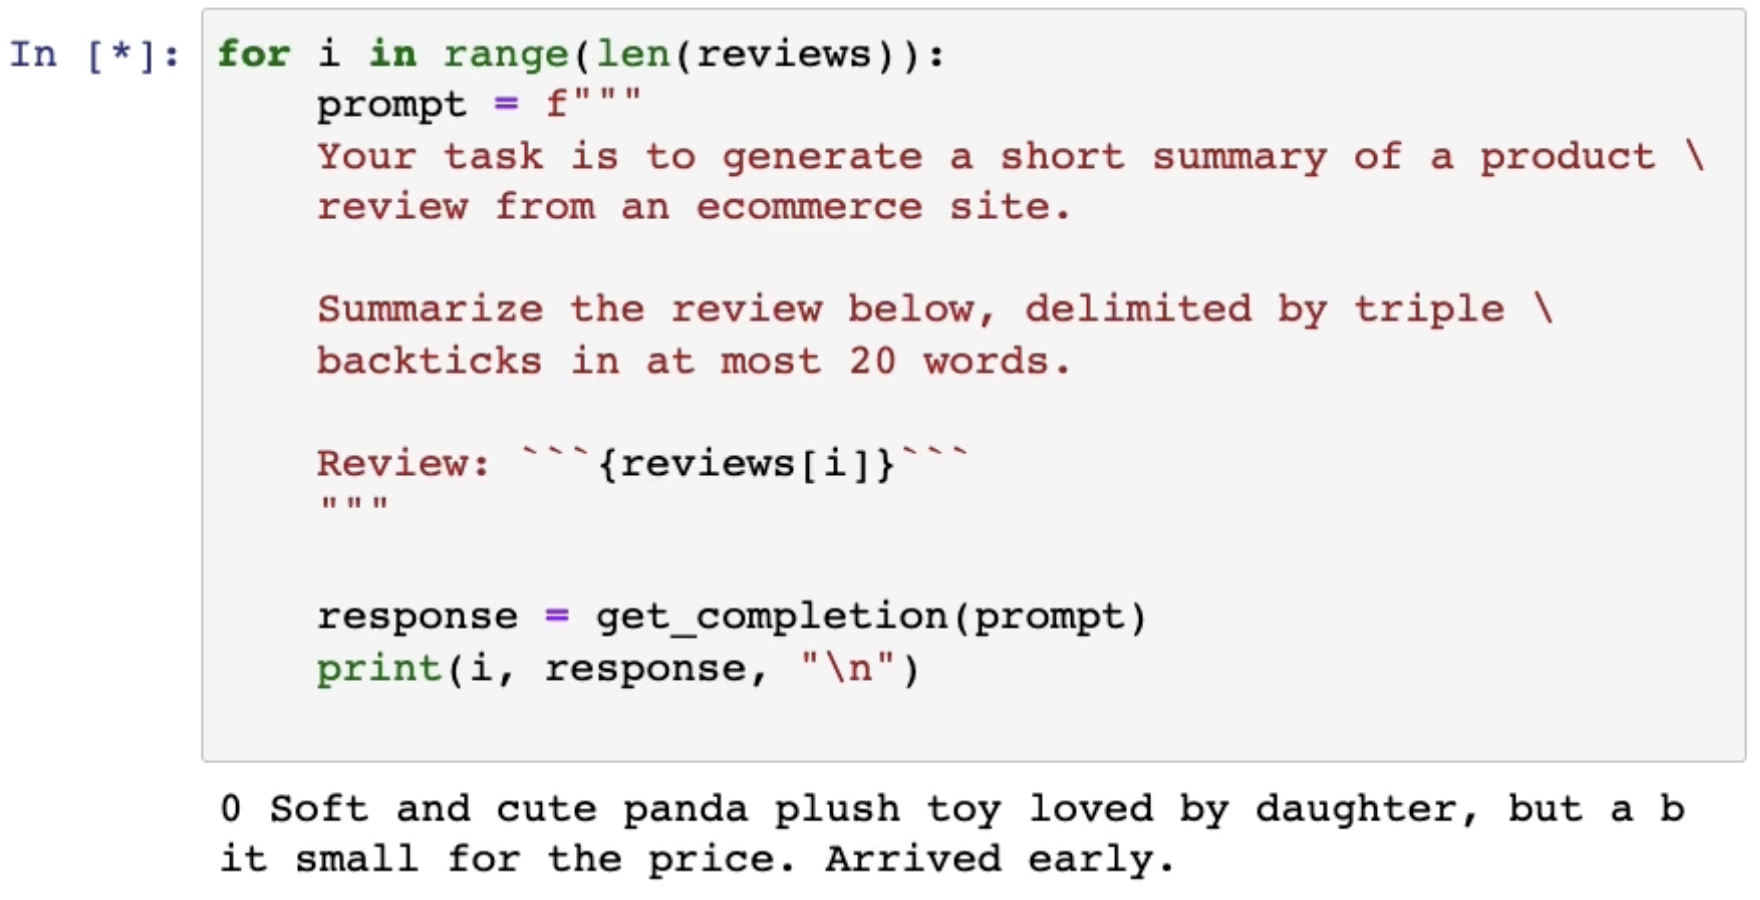 In [*]: for i in range(len(reviews)):
    prompt = f"""
    Your task is to generate a short summary of a product \
    review from an ecommerce site.

    Summarize the review below, delimited by triple \
    backticks in at most 20 words.

    Review: ```{reviews[i]}```
    """

    response = get_completion(prompt)
    print(i, response, "\n")

0 Soft and cute panda plush toy loved by daughter, but a b
it small for the price. Arrived early.